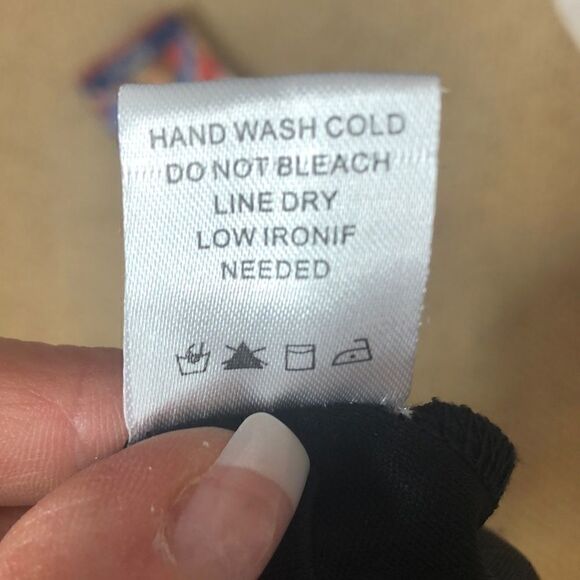 HAND WASH COLD
DO NOT BLEACH
LINE DRY
LOW IRONIF
NEEDED